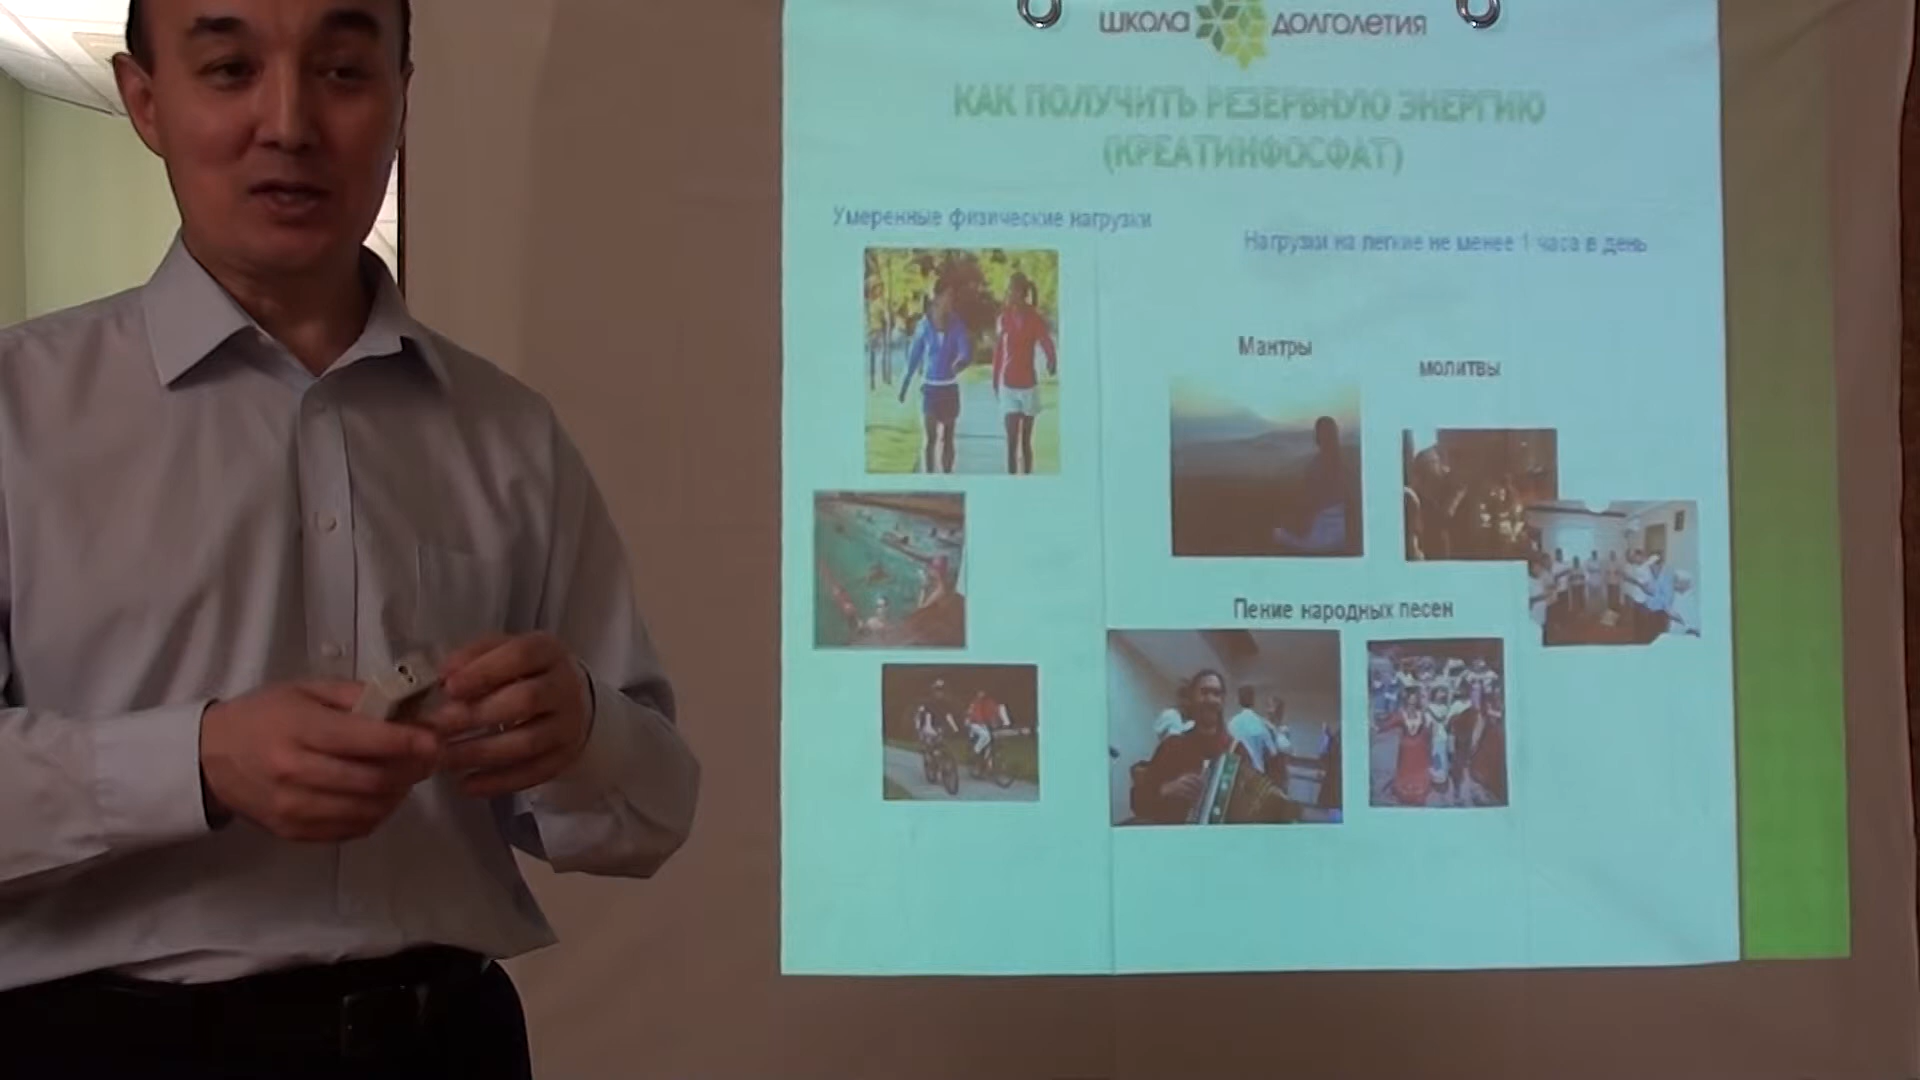 ШКОЛА ДОЛГОЛЕТИЯ
КАК ПОЛУЧИТЬ РЕЗЕРВНУЮ ЭНЕРГИЮ
(КРЕАТИНФОСФАТ)
Умеренные физические нагрузки
Нагрузки на легкие не менее 1 часа в день
Мантры
молитвы
Пение народных песен